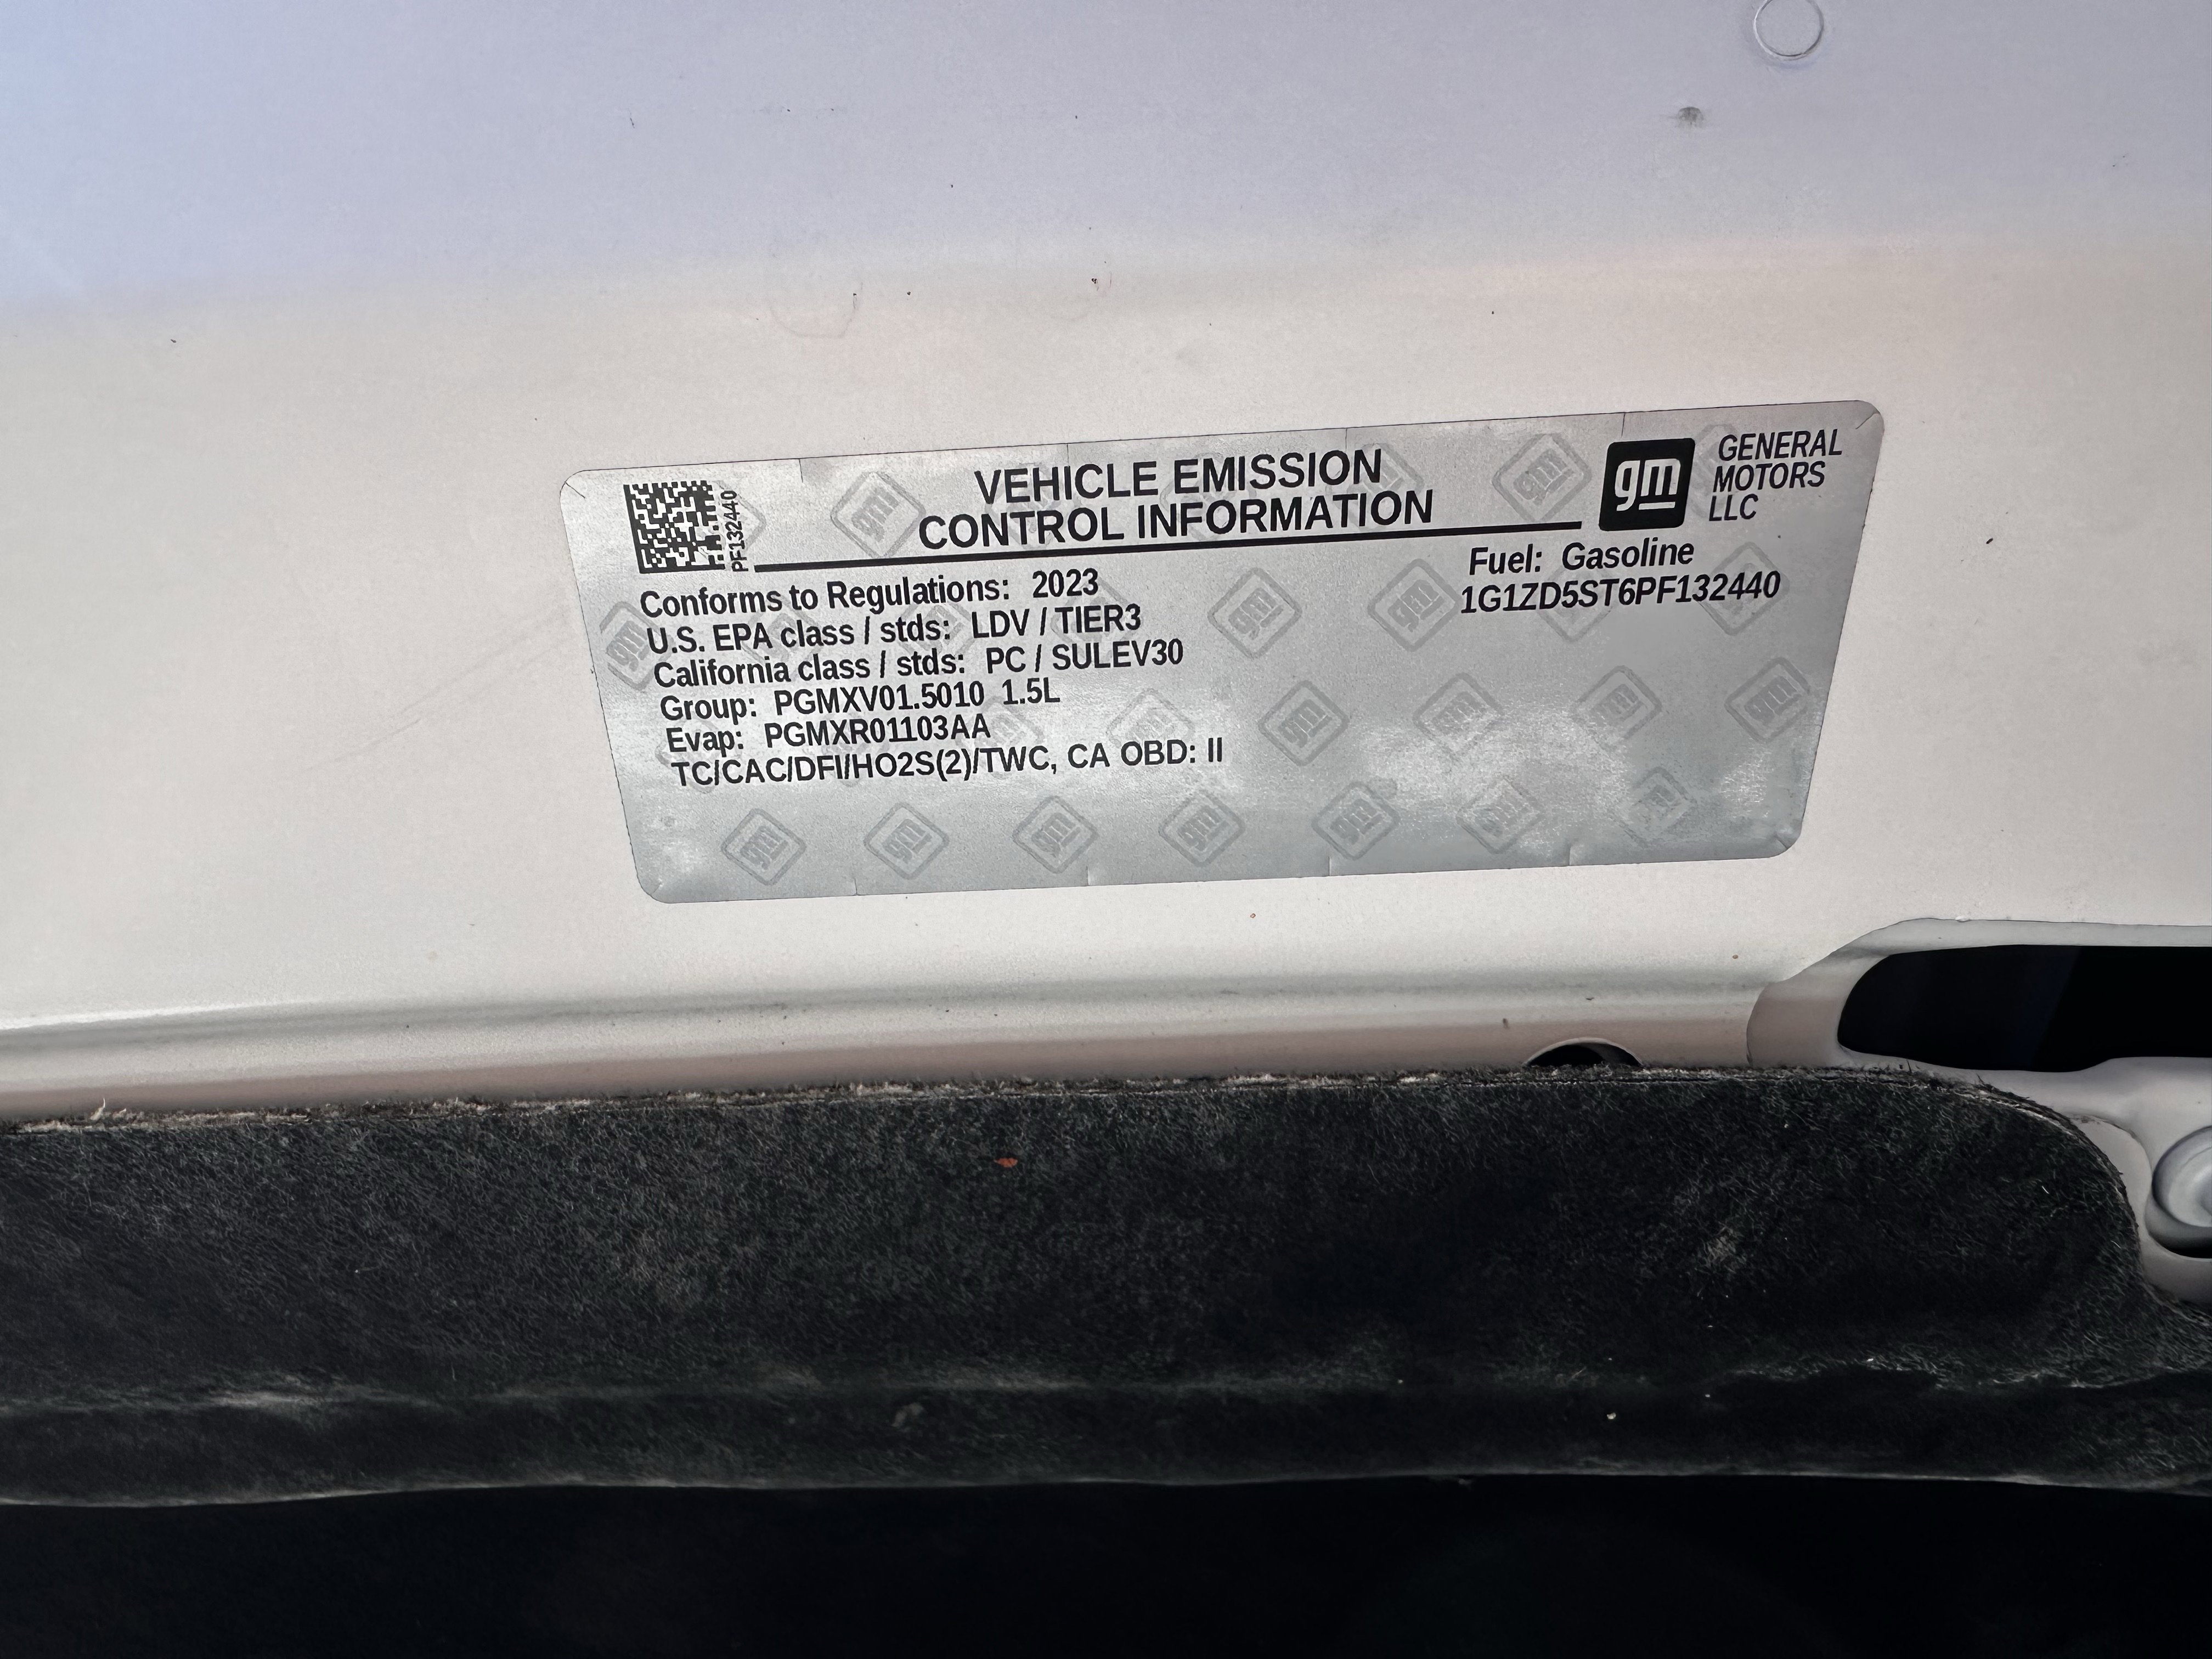 PF132440
VEHICLE EMISSION
CONTROL INFORMATION
gm
GENERAL
MOTORS
LLC
Fuel: Gasoline
1G1ZD5ST6PF132440
Conforms to Regulations: 2023
U.S. EPA class / stds: LDV / TIER3
California class / stds: PC / SULEV30
Group: PGMXV01.5010 1.5L
Evap: PGMXR01103AA
TC/CAC/DFI/HO2S(2)/TWC, CA OBD: II